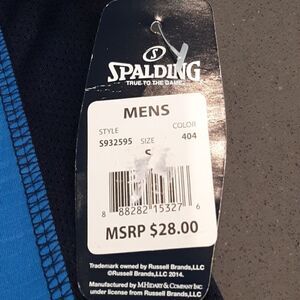 S
SPALDING
TRUE TO THE GAME
MENS
STYLE SIZE COLOR
S932595 S 404
8 88282 15327 6
MSRP $28.00
Trademark owned by Russell Brands,LLC
©Russell Brands,LLC 2014.
Manufactured by M.HIDARY & COMPANY INC
under license from Russell Brands,LLC.